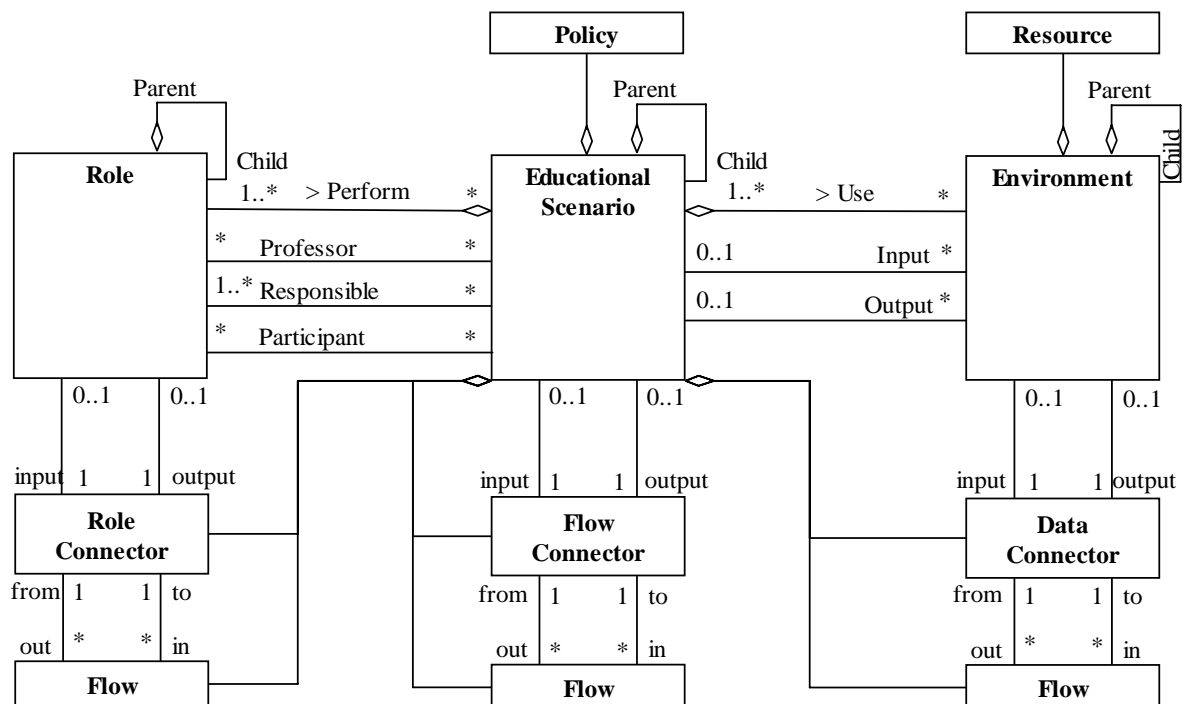 Policy
Resource
Parent
Parent
Parent
Child
Role
Child
Educational
Scenario
Child
Environment
1..* > Perform *
1..* > Use *
* Professor *
0..1 Input *
1..* Responsible *
0..1 Output *
* Participant *
0..1 0..1
0..1 0..1
0..1 0..1
input 1 1 output
input 1 1 output
input 1 1 output
Role
Connector
Flow
Connector
Data
Connector
from 1 1 to
from 1 1 to
from 1 1 to
out * * in
out * * in
out * * in
Flow
Flow
Flow